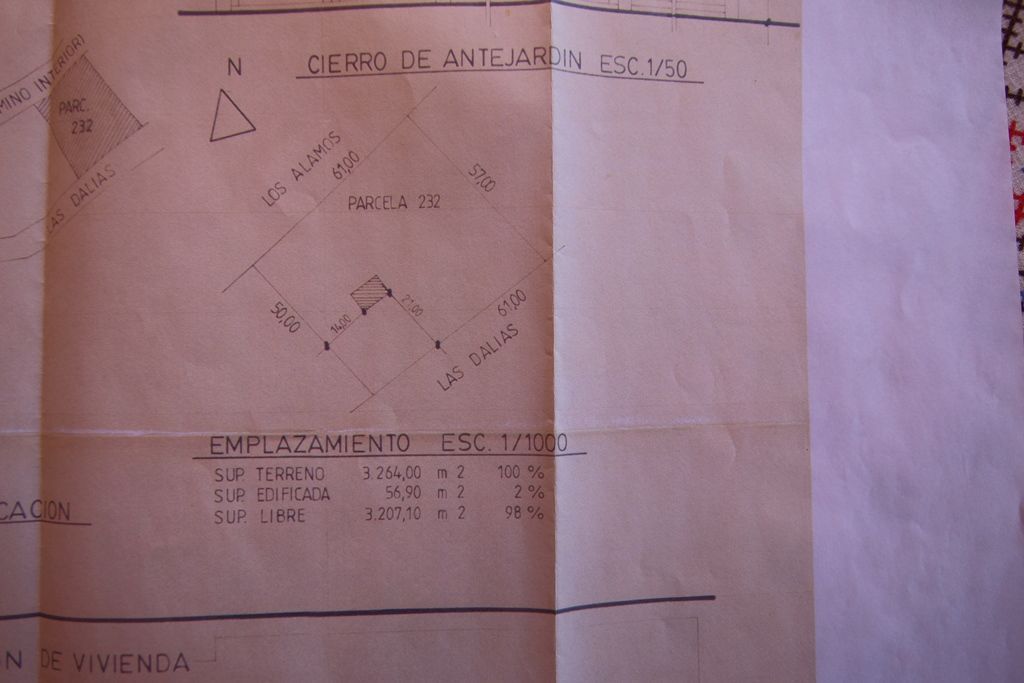 CIERRO DE ANTEJARDIN ESC. 1/50
N
MINO INTERIOR)
PARC.
232
LAS DALIAS
LOS ALAMOS
61,00
57,00
PARCELA 232
50,00
14,00
21,00
61,00
LAS DALIAS
EMPLAZAMIENTO ESC. 1/1000
SUP. TERRENO 3.264,00 m 2 100 %
SUP. EDIFICADA 56,90 m 2 2 %
SUP. LIBRE 3.207,10 m 2 98 %
CACION
N DE VIVIENDA